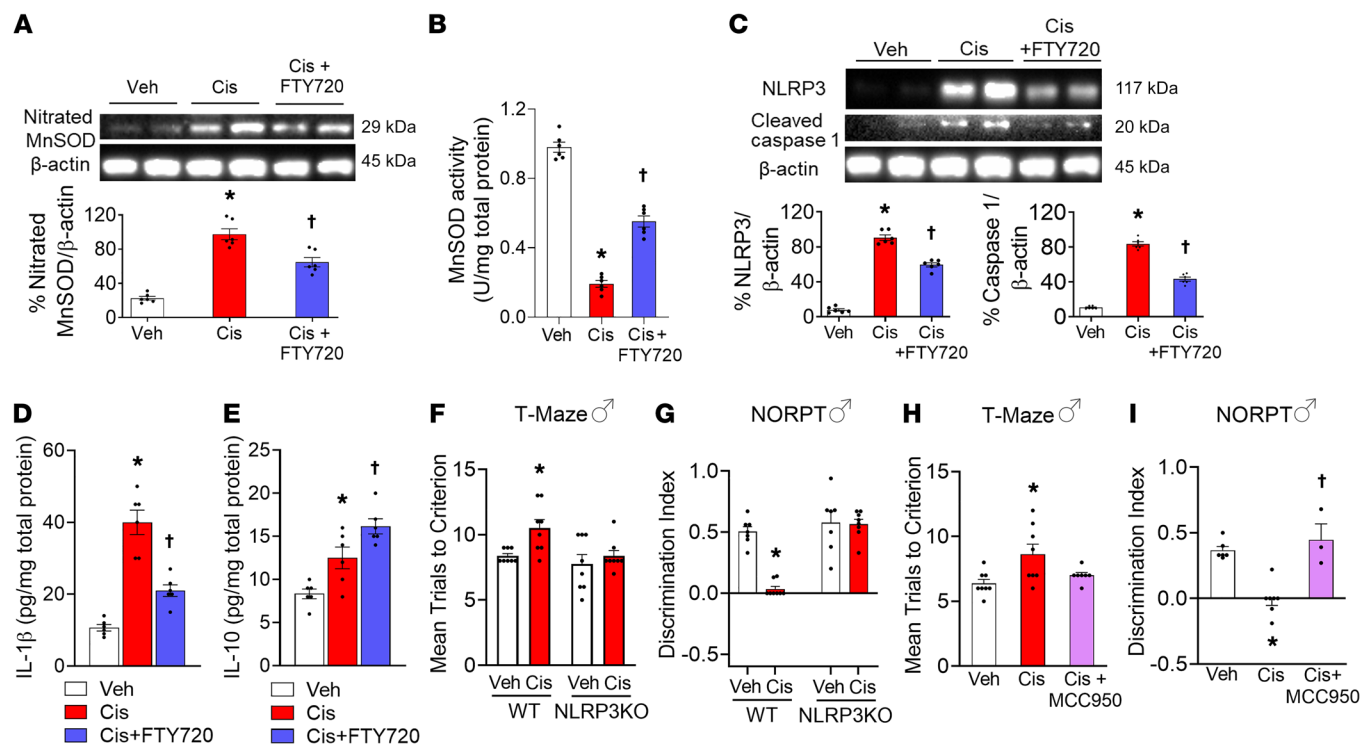 A
Veh
Cis
Cis +
FTY720
Nitrated
MnSOD
29 kDa
β-actin
45 kDa
% Nitrated
MnSOD/β-actin
120
80
40
0
*
†
Veh
Cis
Cis +
FTY720
B
MnSOD activity
(U/mg total protein)
1.2
0.8
0.4
0.0
*
†
Veh
Cis
Cis+
FTY720
C
Veh
Cis
Cis
+FTY720
NLRP3
117 kDa
Cleaved
caspase 1
20 kDa
β-actin
45 kDa
% NLRP3/
β-actin
120
80
40
0
*
†
Veh
Cis
Cis
+FTY720
% Caspase 1/
β-actin
120
80
40
0
*
†
Veh
Cis
Cis
+FTY720
D
IL-1β (pg/mg total protein)
60
40
20
0
*
†
Veh
Cis
Cis+FTY720
E
IL-10 (pg/mg total protein)
25
20
15
10
5
0
*
†
Veh
Cis
Cis+FTY720
F
T-Maze♂
Mean Trials to Criterion
15
10
5
0
*
Veh Cis Veh Cis
WT NLRP3KO
G
NORPT♂
Discrimination Index
1.0
0.5
0.0
-0.5
*
Veh Cis Veh Cis
WT NLRP3KO
H
T-Maze♂
Mean Trials to Criterion
15
10
5
0
*
Veh
Cis
Cis +
MCC950
I
NORPT♂
Discrimination Index
1.0
0.5
0.0
-0.5
*
†
Veh
Cis
Cis+
MCC950